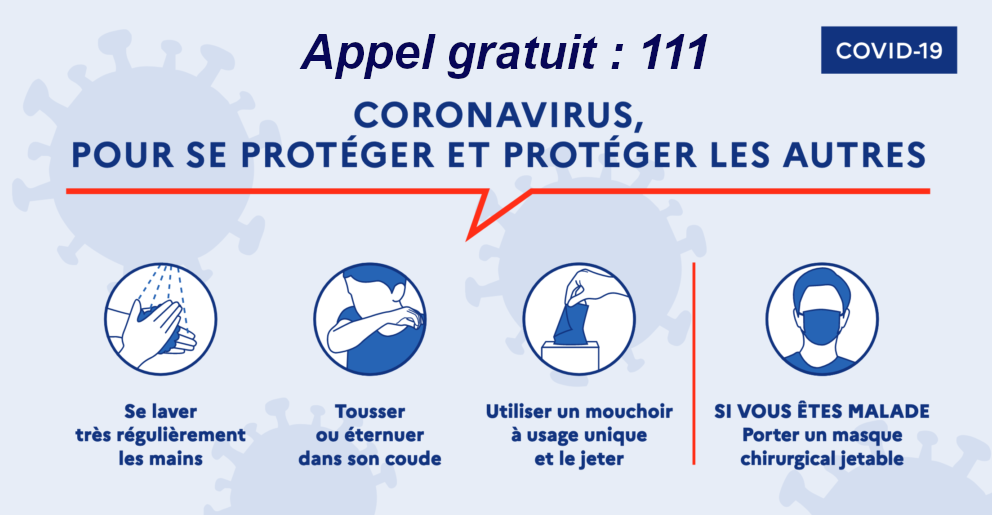 Appel gratuit : 111
COVID-19
CORONAVIRUS,
POUR SE PROTÉGER ET PROTÉGER LES AUTRES
Se laver
très régulièrement
les mains
Tousser
ou éternuer
dans son coude
Utiliser un mouchoir
à usage unique
et le jeter
SI VOUS ÊTES MALADE
Porter un masque
chirurgical jetable